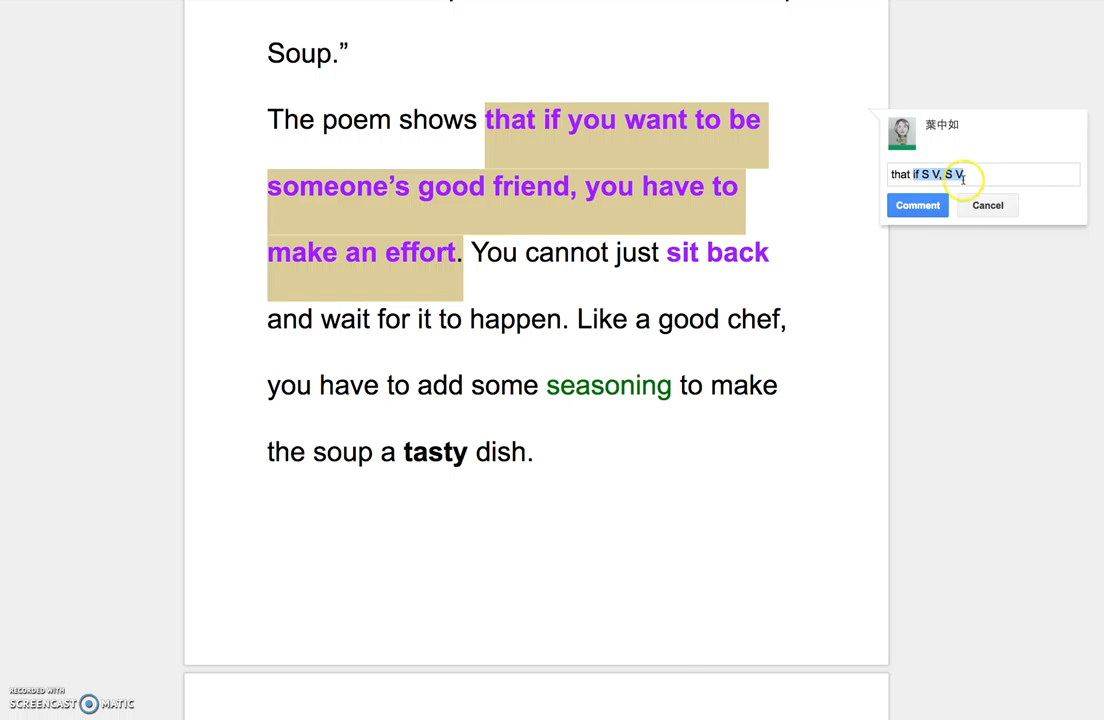 Soup.”
The poem shows that if you want to be
someone’s good friend, you have to
make an effort. You cannot just sit back
and wait for it to happen. Like a good chef,
you have to add some seasoning to make
the soup a tasty dish.
葉中如
that if S V, S V
Comment Cancel
RECORDED WITH
SCREENCAST MATIC